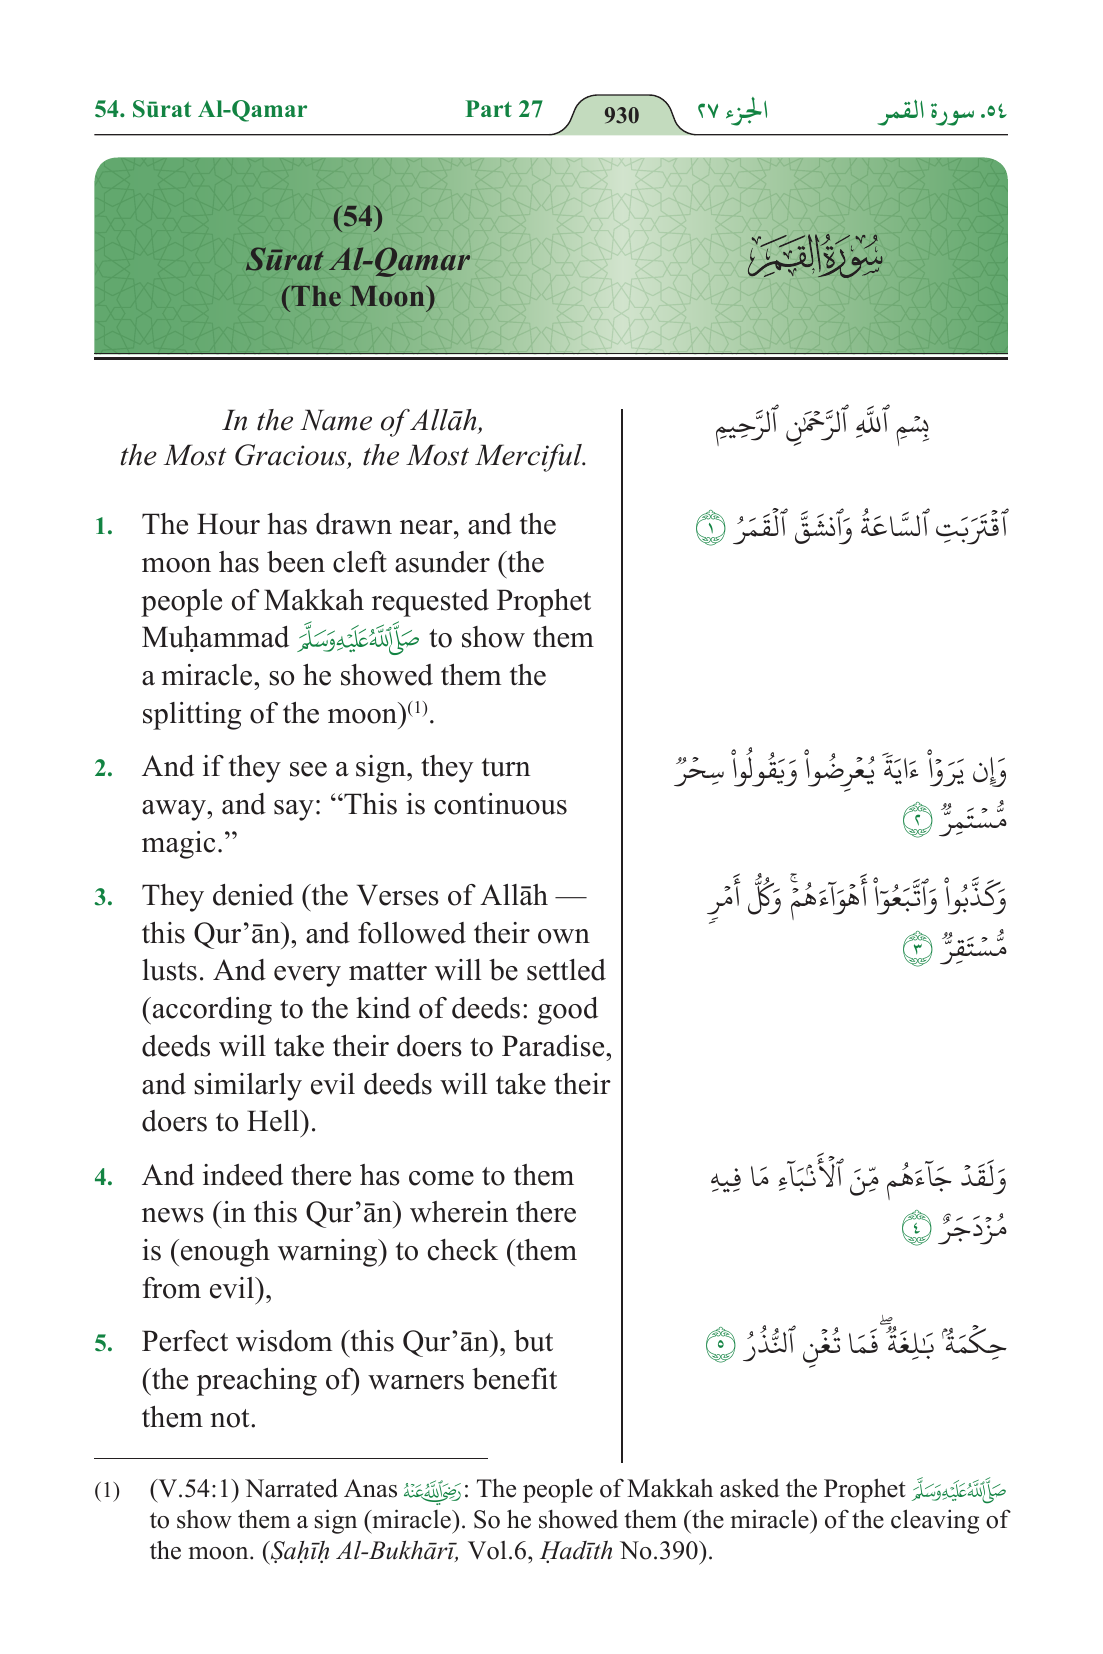 54. Sūrat Al-Qamar
Part 27
930
الجزء ٢٧
٥٤. سورة القمر
(54)
Sūrat Al-Qamar
(The Moon)
سُورَةُ القَمَرِ
In the Name of Allāh,
the Most Gracious, the Most Merciful.
بِسۡمِ ٱللَّهِ ٱلرَّحۡمَٰنِ ٱلرَّحِيمِ
1. The Hour has drawn near, and the
moon has been cleft asunder (the
people of Makkah requested Prophet
Muḥammad صَلَّى ٱللَّهُ عَلَيْهِ وَسَلَّمَ to show them
a miracle, so he showed them the
splitting of the moon)(1).
ٱقۡتَرَبَتِ ٱلسَّاعَةُ وَٱنشَقَّ ٱلۡقَمَرُ ١
2. And if they see a sign, they turn
away, and say: “This is continuous
magic.”
وَإِن يَرَوۡاْ ءَايَةٗ يُعۡرِضُواْ وَيَقُولُواْ سِحۡرٞ
مُّسۡتَمِرّٞ ٢
3. They denied (the Verses of Allāh —
this Qur’ān), and followed their own
lusts. And every matter will be settled
(according to the kind of deeds: good
deeds will take their doers to Paradise,
and similarly evil deeds will take their
doers to Hell).
وَكَذَّبُواْ وَٱتَّبَعُوٓاْ أَهۡوَآءَهُمۡۚ وَكُلُّ أَمۡرٖ
مُّسۡتَقِرّٞ ٣
4. And indeed there has come to them
news (in this Qur’ān) wherein there
is (enough warning) to check (them
from evil),
وَلَقَدۡ جَآءَهُم مِّنَ ٱلۡأَنۢبَآءِ مَا فِيهِ
مُزۡدَجَرٌ ٤
5. Perfect wisdom (this Qur’ān), but
(the preaching of) warners benefit
them not.
حِكۡمَةُۢ بَٰلِغَةٞۖ فَمَا تُغۡنِ ٱلنُّذُرُ ٥
(1) (V.54:1) Narrated Anas رَضِيَ ٱللَّهُ عَنْهُ: The people of Makkah asked the Prophet صَلَّى ٱللَّهُ عَلَيْهِ وَسَلَّمَ
to show them a sign (miracle). So he showed them (the miracle) of the cleaving of
the moon. (Ṣaḥīḥ Al-Bukhārī, Vol.6, Ḥadīth No.390).